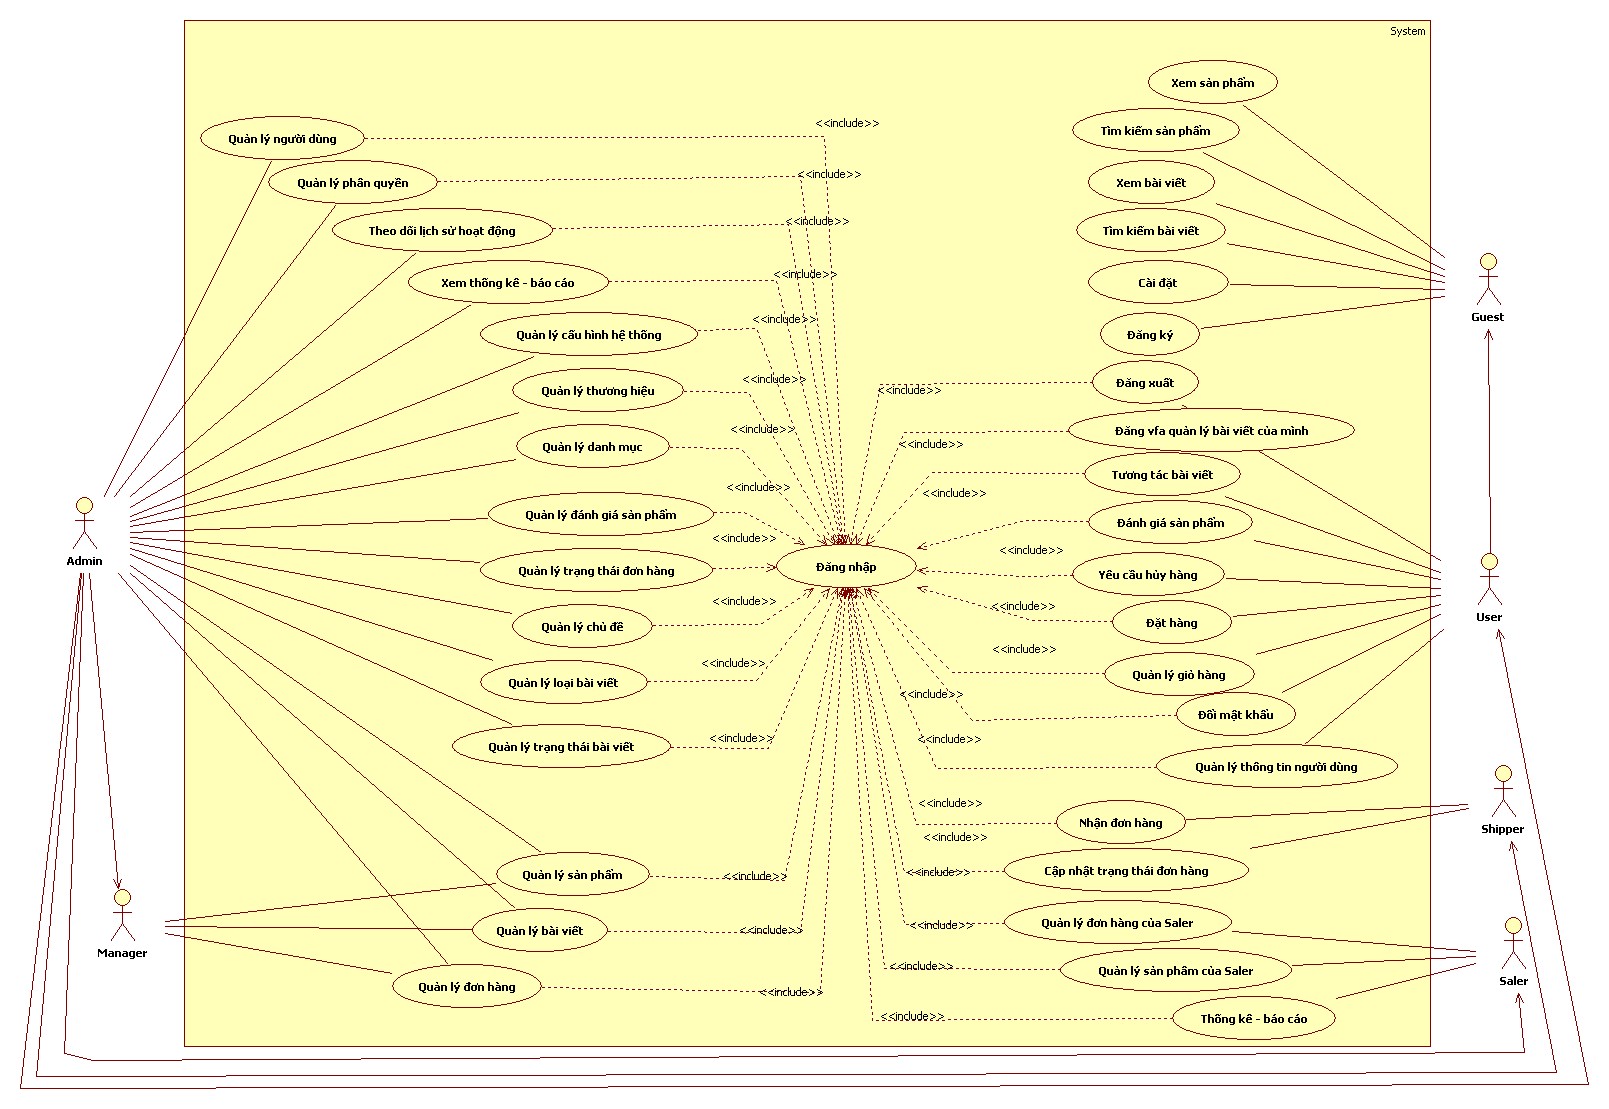 System
Xem sản phẩm
<<include>>
Tìm kiếm sản phẩm
Quản lý người dùng
<<include>>
Quản lý phân quyền
Xem bài viết
<<include>>
Theo dõi lịch sử hoạt động
Tìm kiếm bài viết
<<include>>
Xem thống kê - báo cáo
Cài đặt
Guest
<<include>>
Quản lý cấu hình hệ thống
Đăng ký
<<include>>
Đăng xuất
Quản lý thương hiệu
<<include>>
<<include>>
Đăng vfa quản lý bài viết của mình
Quản lý danh mục
<<include>>
Tương tác bài viết
<<include>>
<<include>>
Quản lý đánh giá sản phẩm
Đánh giá sản phẩm
<<include>>
<<include>>
Admin
Đăng nhập
Quản lý trạng thái đơn hàng
Yêu cầu hủy hàng
<<include>>
<<include>>
User
Quản lý chủ đề
Đặt hàng
<<include>>
<<include>>
Quản lý loại bài viết
Quản lý giỏ hàng
<<include>>
Đổi mật khẩu
<<include>>
<<include>>
Quản lý trạng thái bài viết
Quản lý thông tin người dùng
<<include>>
Nhận đơn hàng
Shipper
<<include>>
Quản lý sản phẩm
<<include>>
<<include>>
Cập nhật trạng thái đơn hàng
Quản lý bài viết
<<include>>
<<include>>
Quản lý đơn hàng của Saler
Manager
<<include>>
Quản lý sản phẩm của Saler
Saler
Quản lý đơn hàng
<<include>>
<<include>>
Thống kê - báo cáo